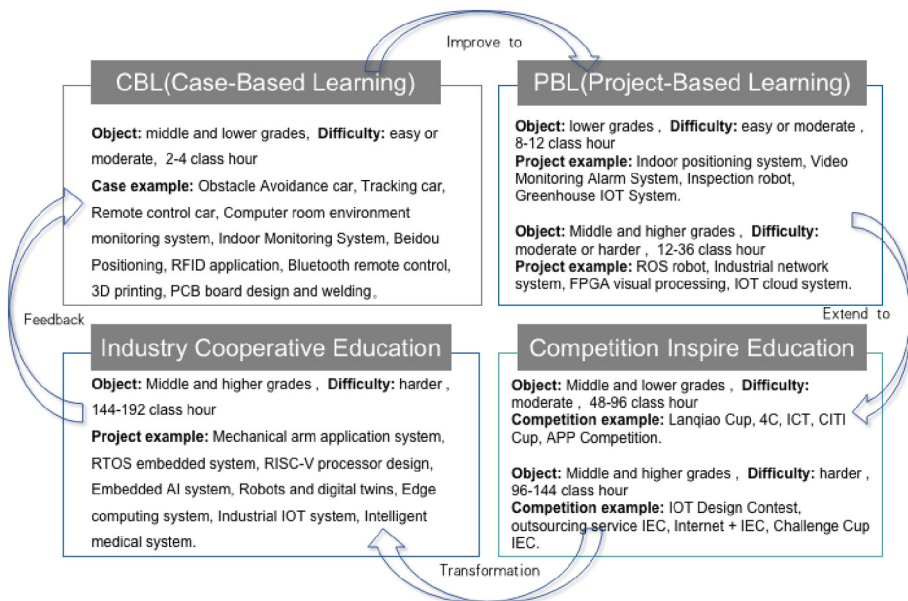 Improve to
CBL(Case-Based Learning)
Object: middle and lower grades, Difficulty: easy or
moderate, 2-4 class hour
Case example: Obstacle Avoidance car, Tracking car,
Remote control car, Computer room environment
monitoring system, Indoor Monitoring System, Beidou
Positioning, RFID application, Bluetooth remote control,
3D printing, PCB board design and welding。
PBL(Project-Based Learning)
Object: lower grades , Difficulty: easy or moderate ,
8-12 class hour
Project example: Indoor positioning system, Video
Monitoring Alarm System, Inspection robot,
Greenhouse IOT System.
Object: Middle and higher grades , Difficulty:
moderate or harder , 12-36 class hour
Project example: ROS robot, Industrial network
system, FPGA visual processing, IOT cloud system.
Extend to
Feedback
Industry Cooperative Education
Object: Middle and higher grades , Difficulty: harder ,
144-192 class hour
Project example: Mechanical arm application system,
RTOS embedded system, RISC-V processor design,
Embedded AI system, Robots and digital twins, Edge
computing system, Industrial IOT system, Intelligent
medical system.
Competition Inspire Education
Object: Middle and lower grades , Difficulty:
moderate , 48-96 class hour
Competition example: Lanqiao Cup, 4C, ICT, CITI
Cup, APP Competition.
Object: Middle and higher grades , Difficulty: harder ,
96-144 class hour
Competition example: IOT Design Contest,
outsourcing service IEC, Internet + IEC, Challenge Cup
IEC.
Transformation